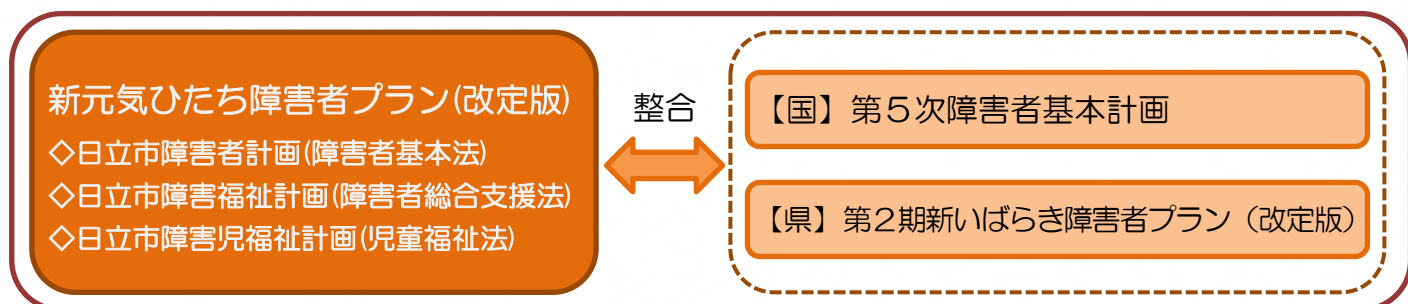 新元気ひたち障害者プラン(改定版)
◇日立市障害者計画(障害者基本法)
◇日立市障害福祉計画(障害者総合支援法)
◇日立市障害児福祉計画(児童福祉法)
整合
【国】第５次障害者基本計画
【県】第２期新いばらき障害者プラン（改定版）